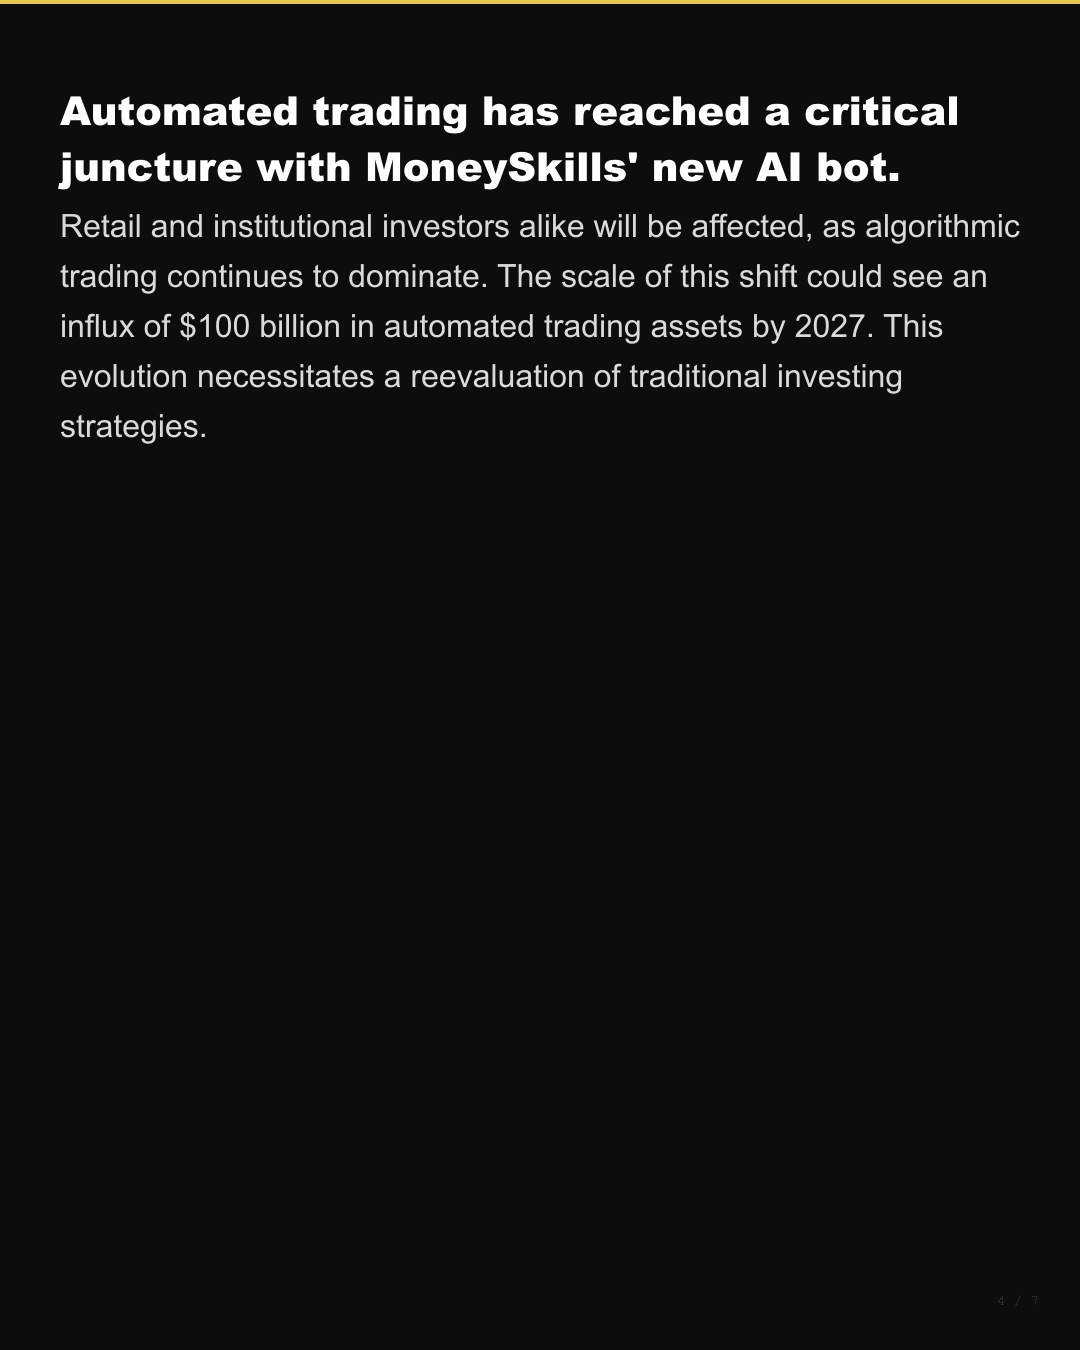 Automated trading has reached a critical
juncture with MoneySkills' new AI bot.
Retail and institutional investors alike will be affected, as algorithmic
trading continues to dominate. The scale of this shift could see an
influx of $100 billion in automated trading assets by 2027. This
evolution necessitates a reevaluation of traditional investing
strategies.
4 / 7